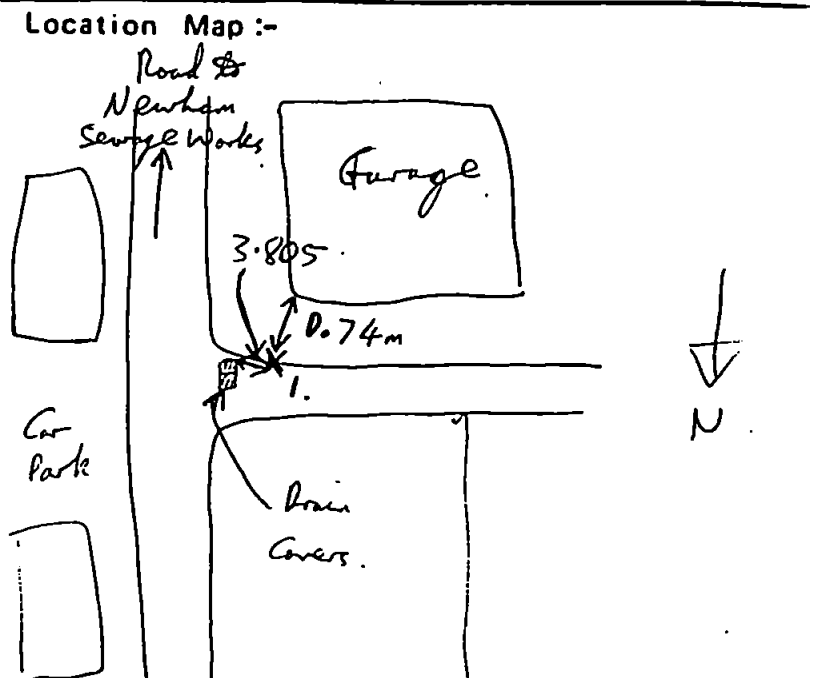 Location Map :-
Road to
Newham
Sewage Works
Garage
3.805
0.74m
1.
N
Car
Park
Drain
Covers.